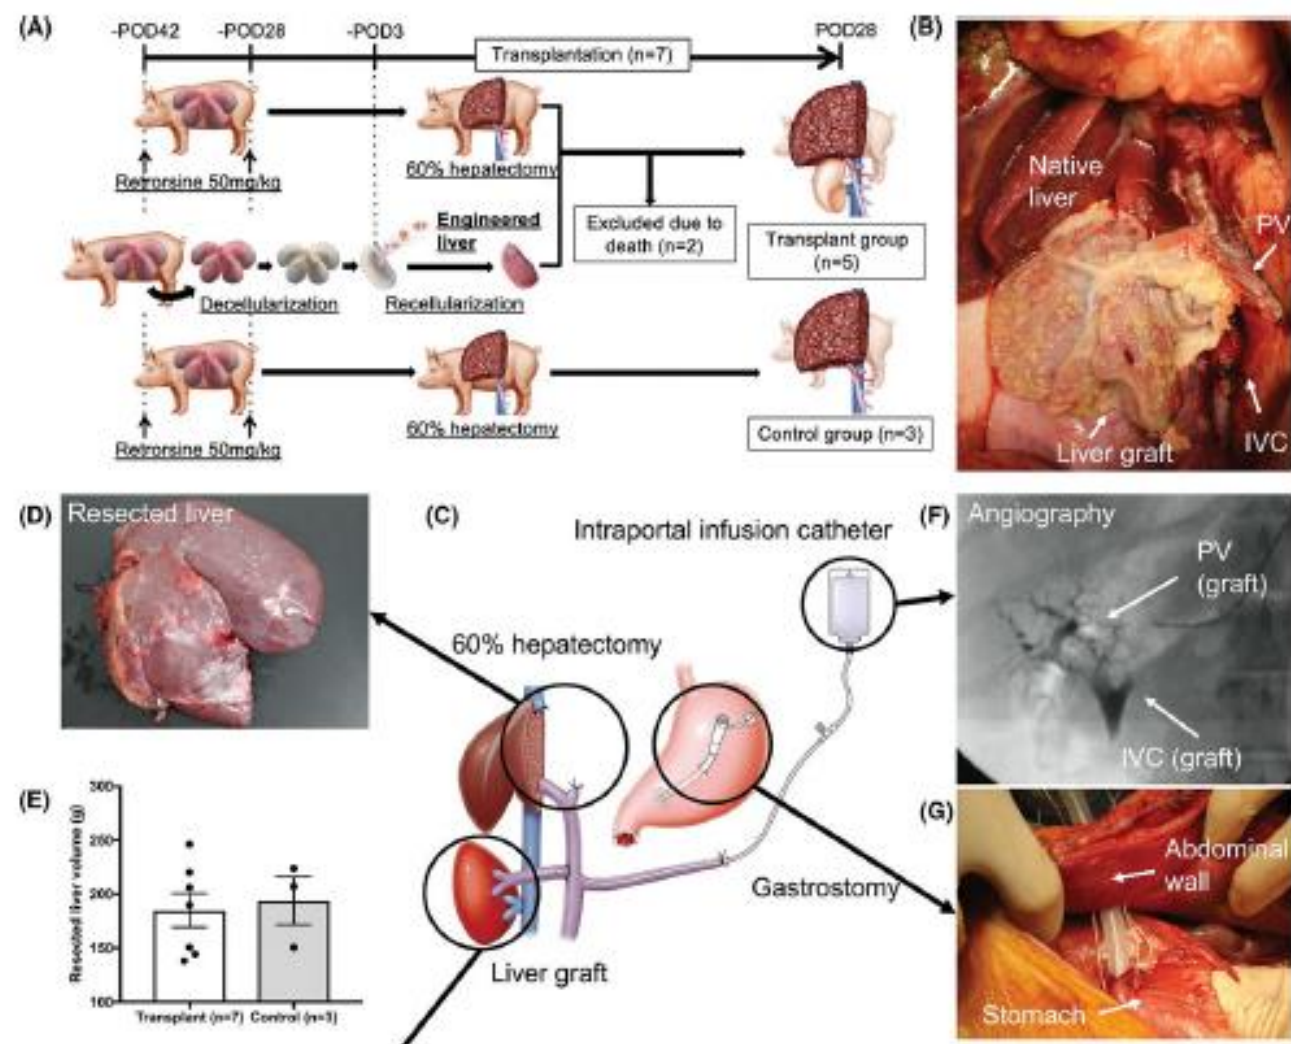 (A)
-POD42
-POD28
-POD3
POD28
Transplantation (n=7)
Retrorsine 50mg/kg
60% hepatectomy
Engineered
liver
Excluded due to
death (n=2)
Transplant group
(n=5)
Decellularization
Recellularization
Retrorsine 50mg/kg
60% hepatectomy
Control group (n=3)
(B)
Native
liver
PV
Liver graft
IVC
(D)
Resected liver
(C)
Intraportal infusion catheter
60% hepatectomy
Gastrostomy
Liver graft
(F)
Angiography
PV
(graft)
IVC (graft)
(E)
Resected liver volume (g)
300
250
200
150
100
Transplant (n=7)
Control (n=3)
(G)
Abdominal
wall
Stomach